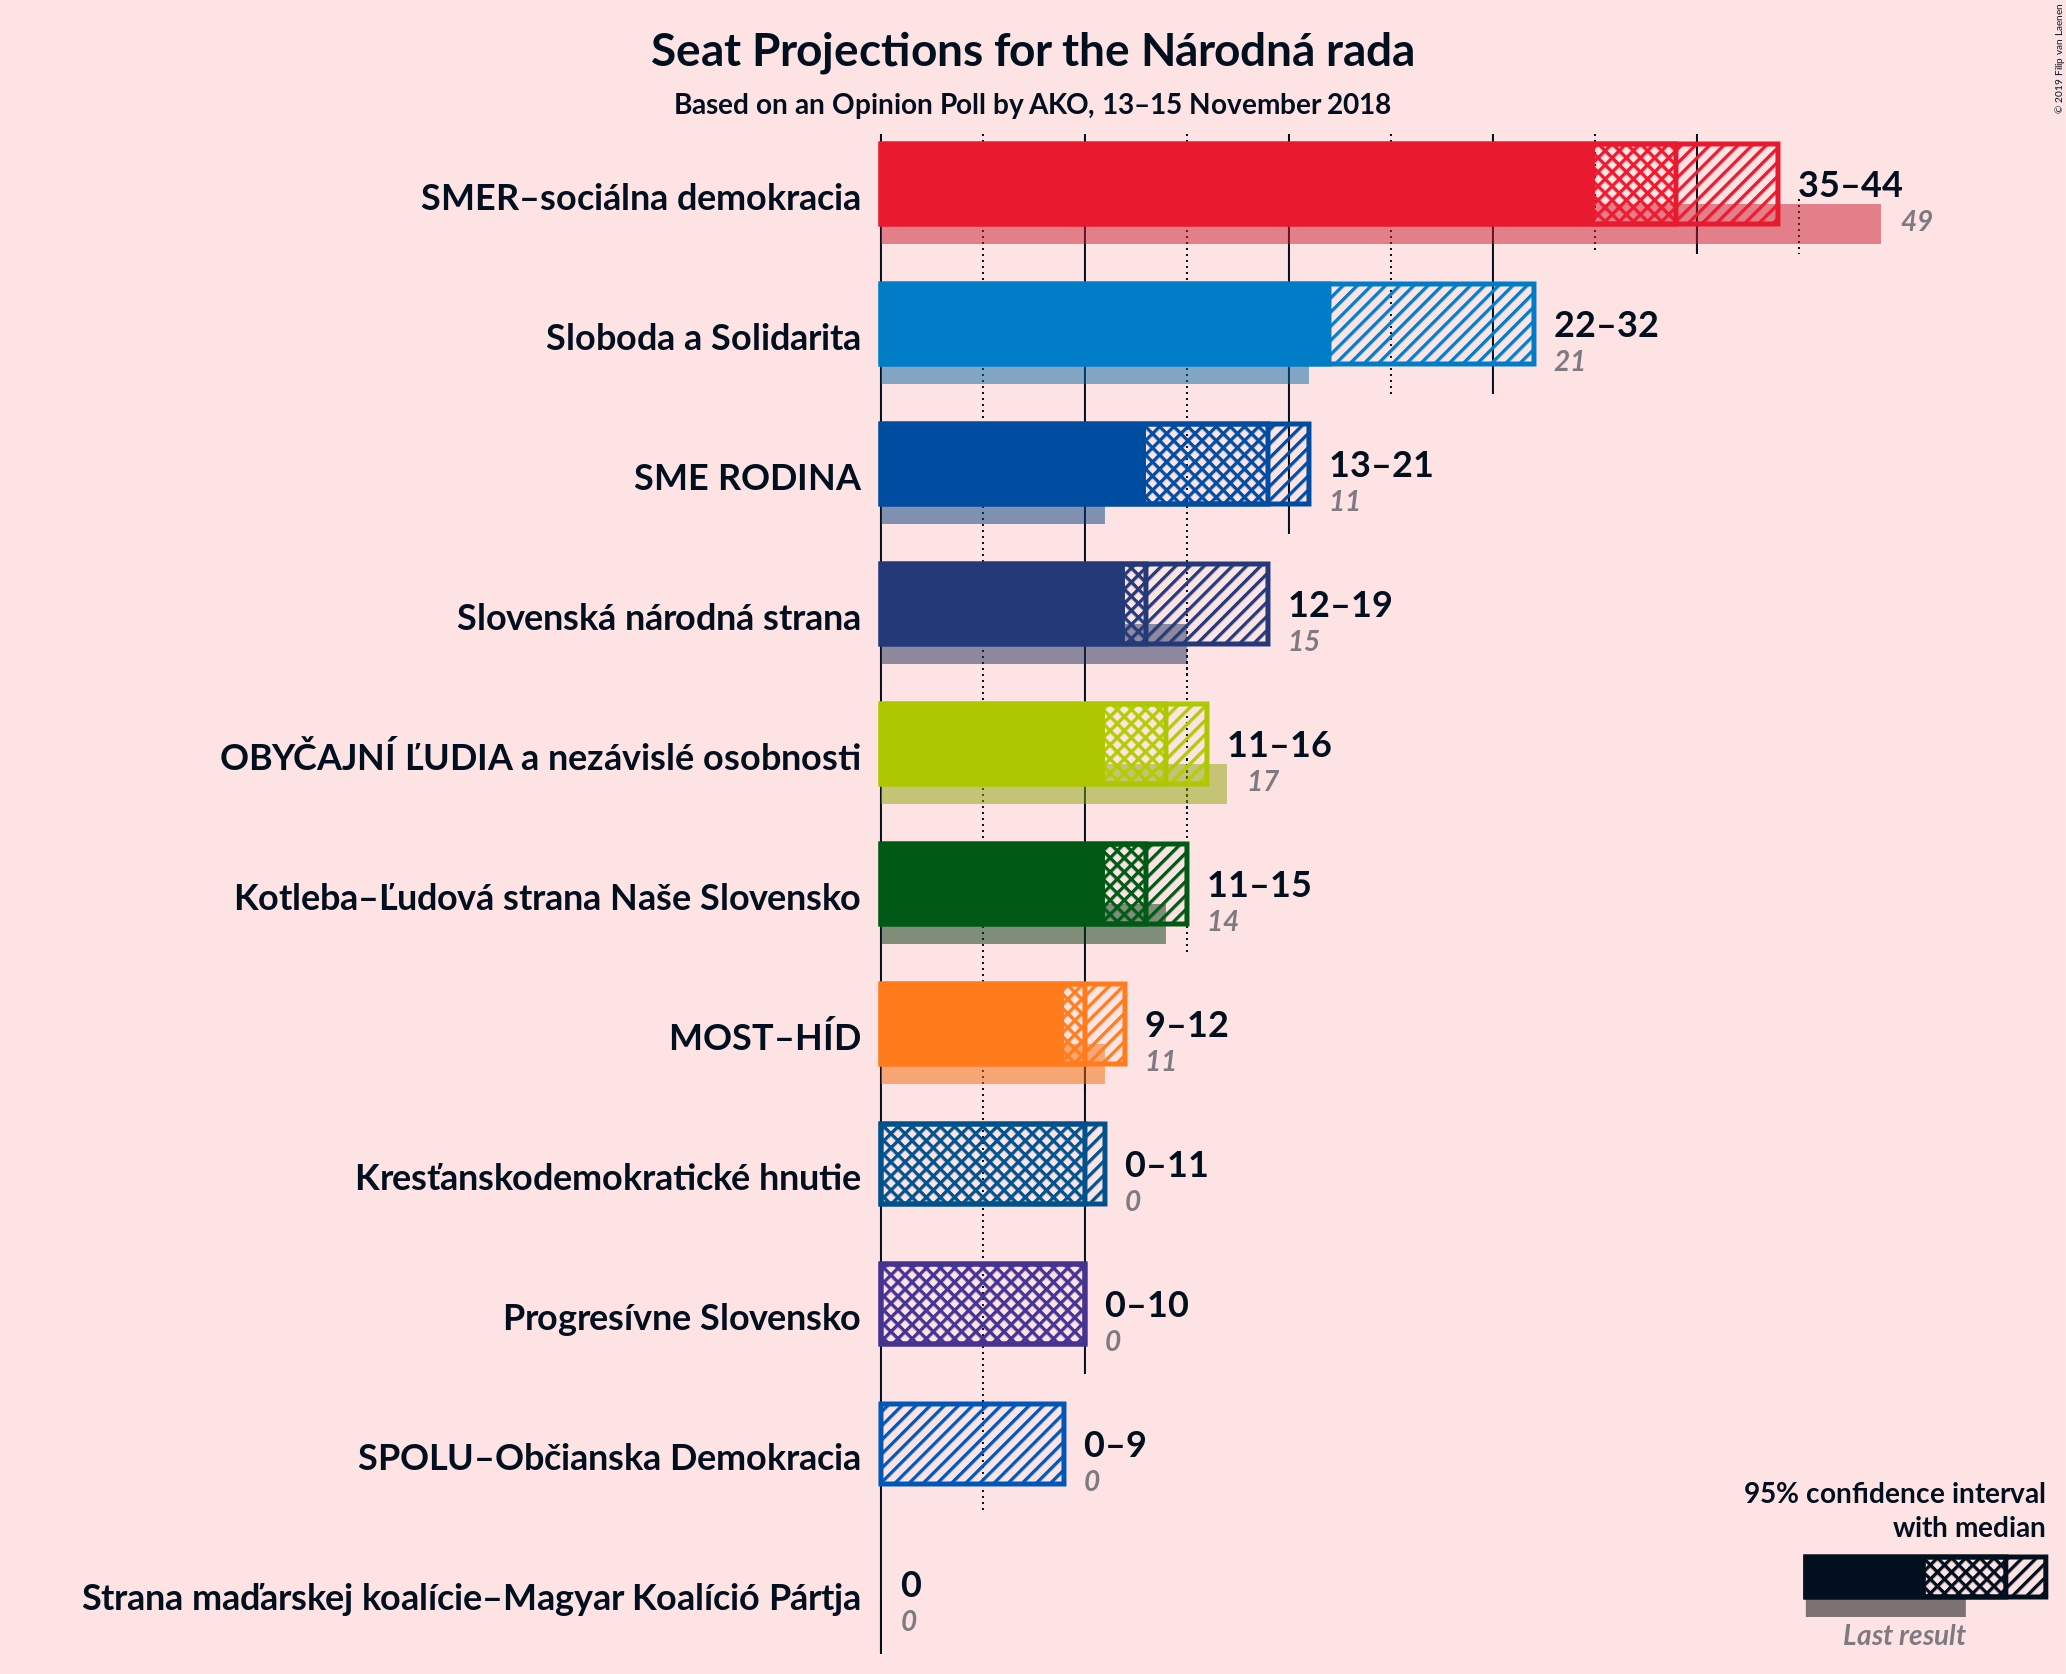 Seat Projections for the Národná rada
Based on an Opinion Poll by AKO, 13–15 November 2018
© 2019 Filip van Laenen
SMER–sociálna demokracia
35–44
49
Sloboda a Solidarita
22–32
21
SME RODINA
13–21
11
Slovenská národná strana
12–19
15
OBYČAJNÍ ĽUDIA a nezávislé osobnosti
11–16
17
Kotleba–Ľudová strana Naše Slovensko
11–15
14
MOST–HÍD
9–12
11
Kresťanskodemokratické hnutie
0–11
0
Progresívne Slovensko
0–10
0
SPOLU–Občianska Demokracia
0–9
0
Strana maďarskej koalície–Magyar Koalíció Pártja
0
0
95% confidence interval
with median
Last result